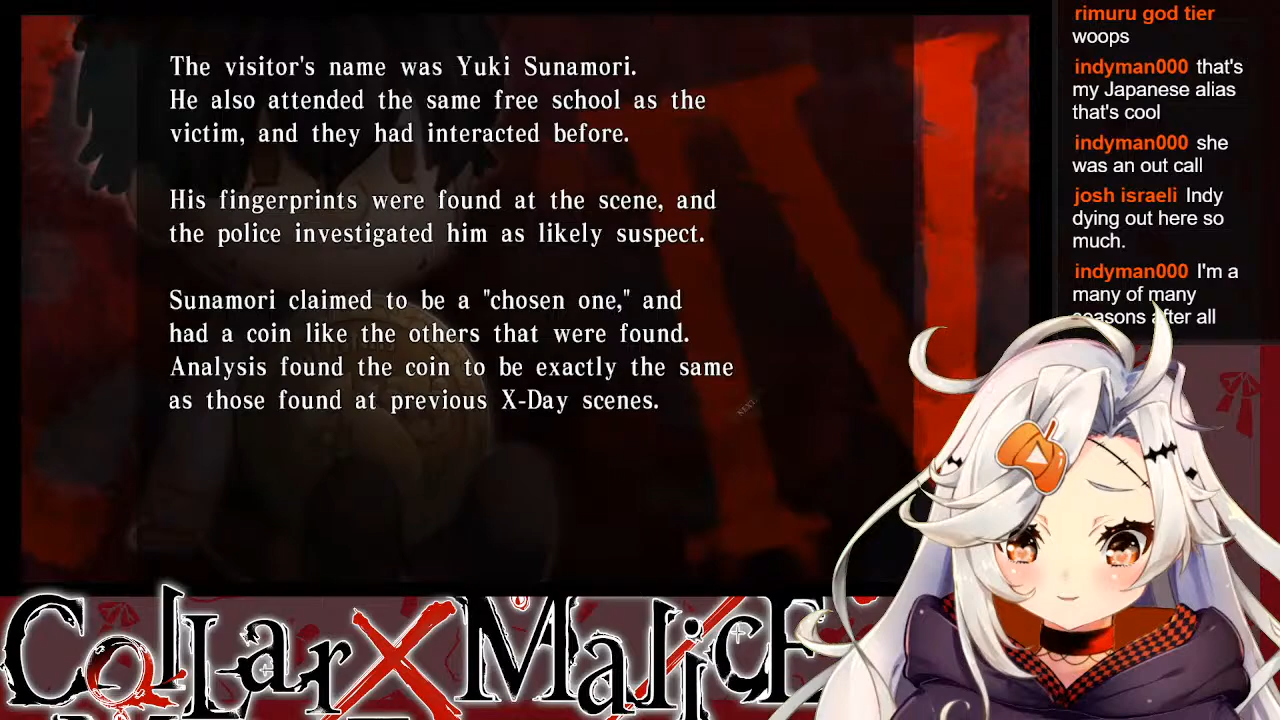 The visitor's name was Yuki Sunamori.
He also attended the same free school as the
victim, and they had interacted before.
His fingerprints were found at the scene, and
the police investigated him as likely suspect.
Sunamori claimed to be a "chosen one," and
had a coin like the others that were found.
Analysis found the coin to be exactly the same
as those found at previous X-Day scenes.
NEXT
rimuru god tier
woops
indyman000 that's
my Japanese alias
that's cool
indyman000 she
was an out call
josh israeli Indy
dying out here so
much.
indyman000 I'm a
many of many
seasons after all
Collar X Malice